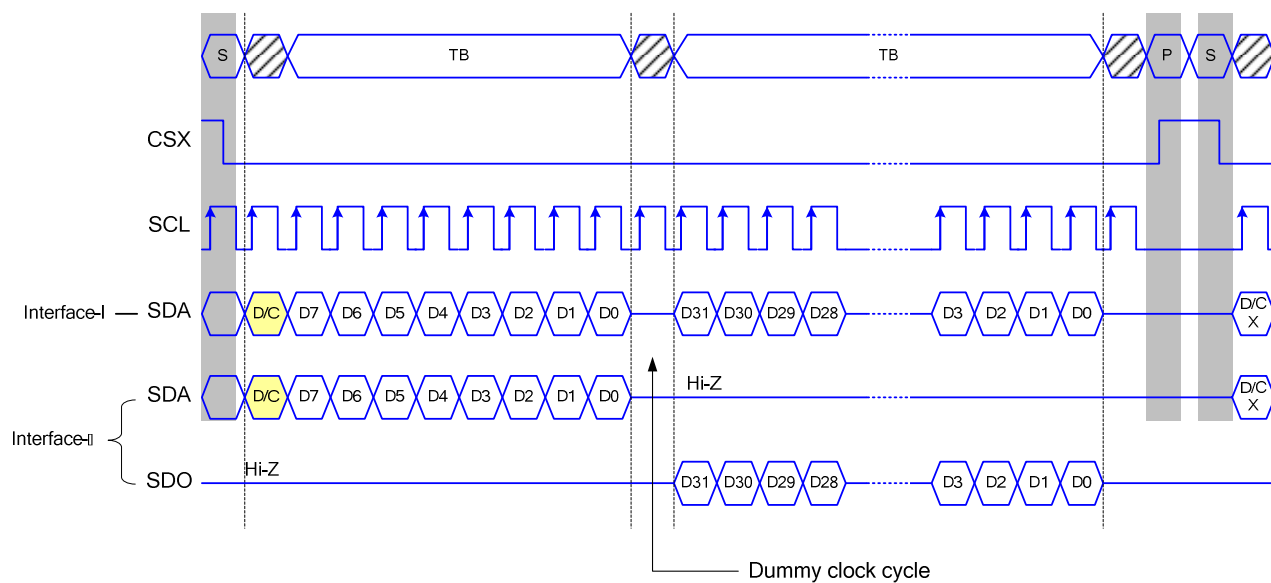 S TB TB P S
CSX
SCL
Interface-I SDA D/C D7 D6 D5 D4 D3 D2 D1 D0 D31 D30 D29 D28 D3 D2 D1 D0 D/C X
SDA D/C D7 D6 D5 D4 D3 D2 D1 D0 Hi-Z D/C X
Interface-
SDO Hi-Z D31 D30 D29 D28 D3 D2 D1 D0
Dummy clock cycle